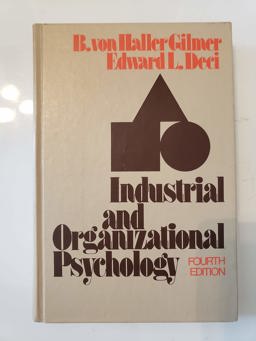 B. von Haller Gilmer
Edward L. Deci
Industrial
and
Organizational
Psychology
FOURTH
EDITION